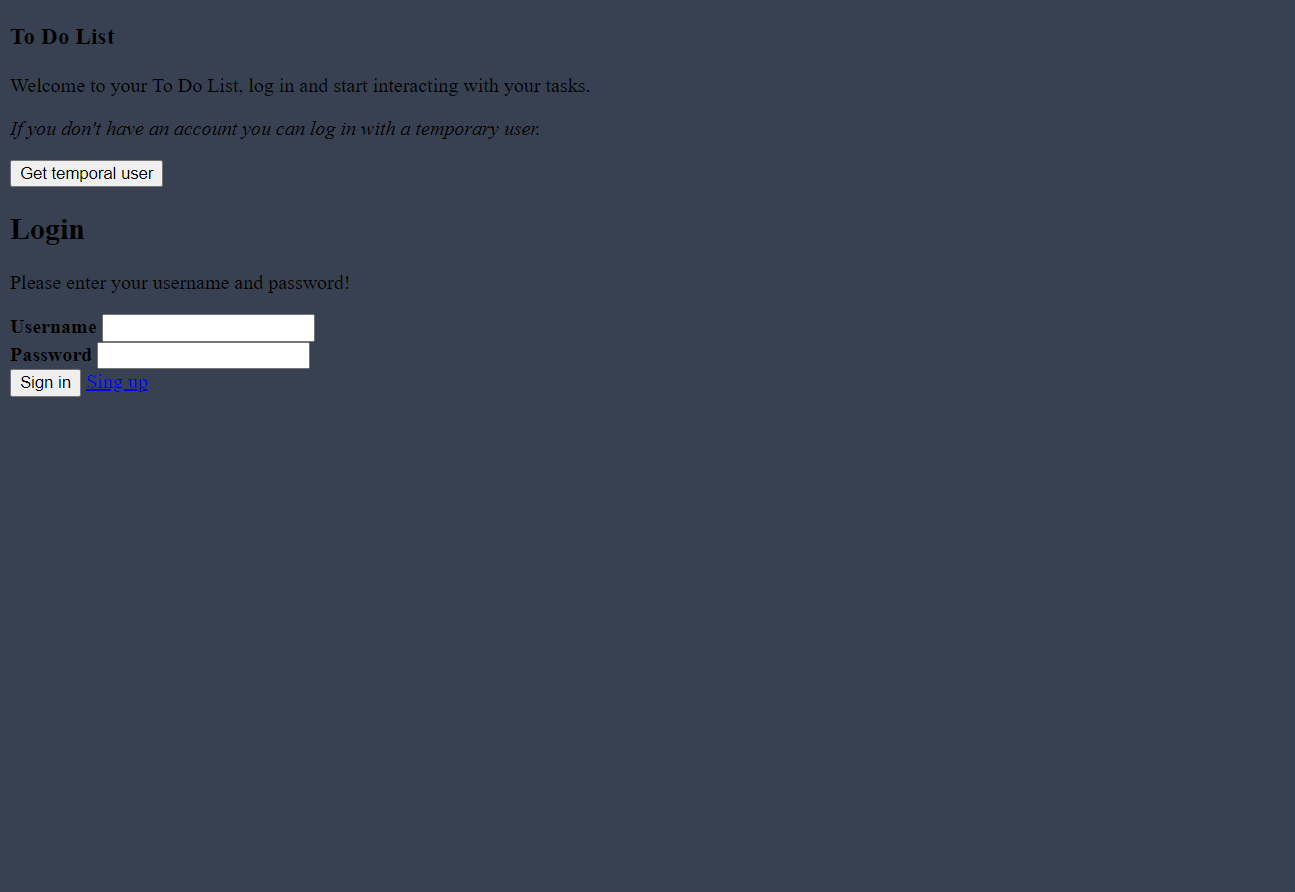 To Do List
Welcome to your To Do List, log in and start interacting with your tasks.
If you don't have an account you can log in with a temporary user.
Get temporal user
Login
Please enter your username and password!
Username
Password
Sign in Sing up